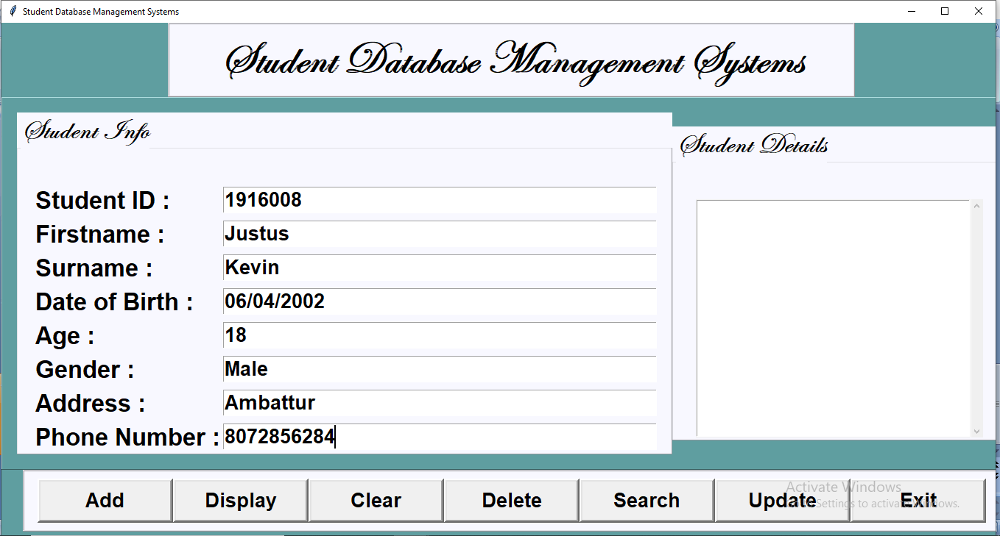 Student Database Management Systems
Student Database Management Systems
Student Info
Student Details
Student ID : 1916008
Firstname : Justus
Surname : Kevin
Date of Birth : 06/04/2002
Age : 18
Gender : Male
Address : Ambattur
Phone Number : 8072856284
Activate Windows
Settings to activate Windows.
Add Display Clear Delete Search Update Exit